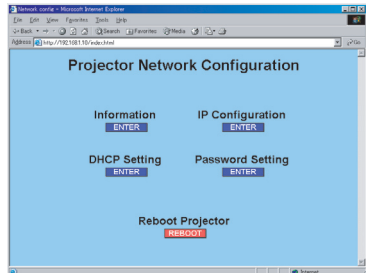 Network config - Microsoft Internet Explorer
File Edit View Favorites Tools Help
Back Search Favorites Media
Address http://192.168.1.10/index.html Go
Projector Network Configuration
Information IP Configuration
ENTER ENTER
DHCP Setting Password Setting
ENTER ENTER
Reboot Projector
REBOOT
Internet